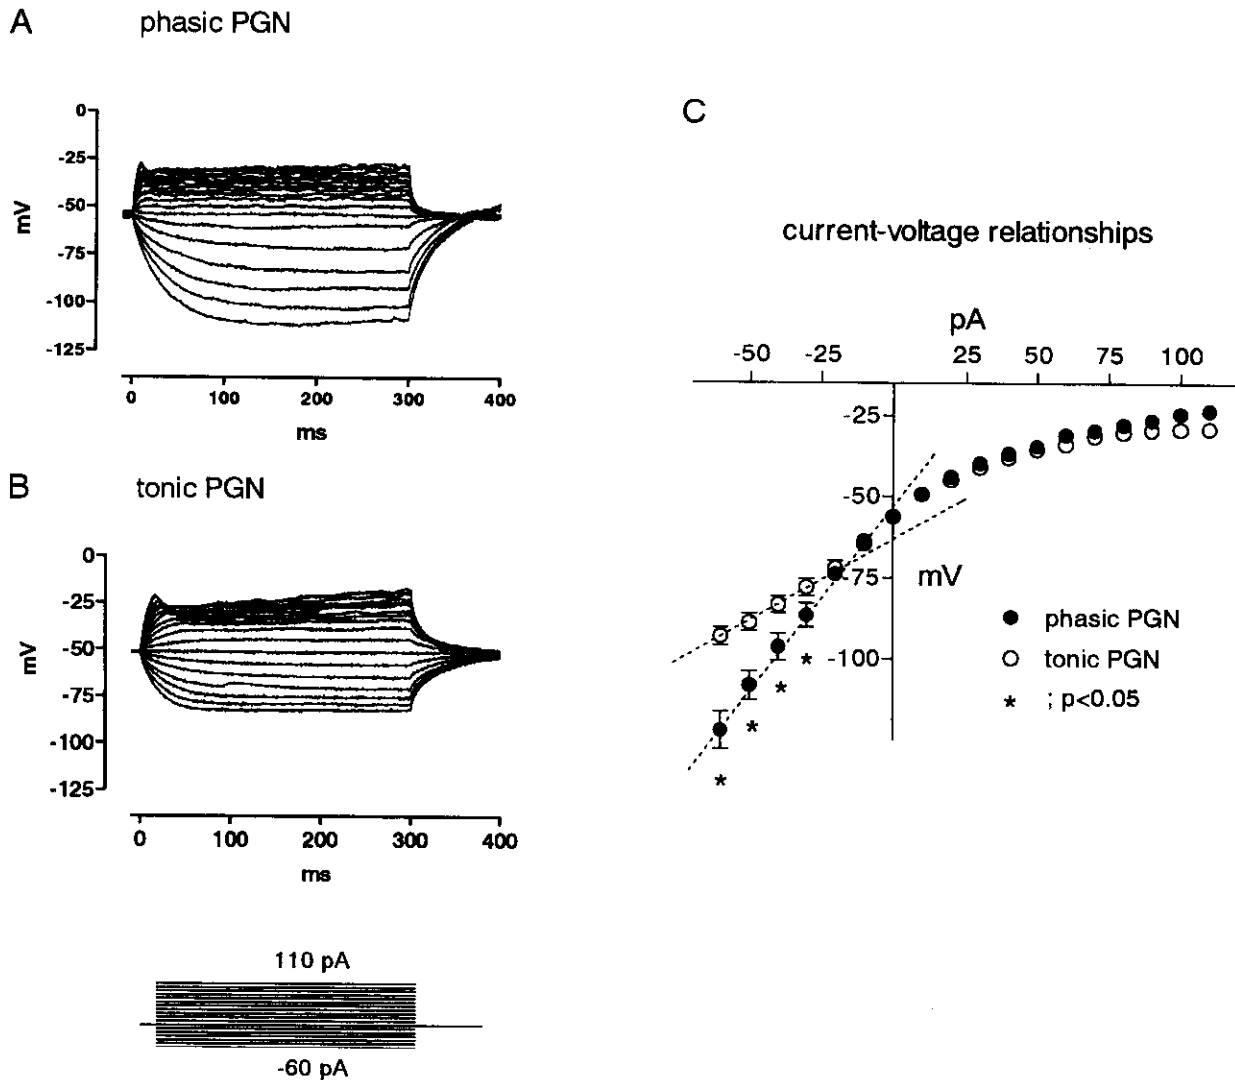 A
phasic PGN
0
-25
-50
-75
-100
-125
mV
0 100 200 300 400
ms
B
tonic PGN
0
-25
-50
-75
-100
-125
mV
0 100 200 300 400
ms
110 pA
-60 pA
C
current-voltage relationships
pA
-50 -25 25 50 75 100
-25
-50
-75
-100
mV
phasic PGN
tonic PGN
* ; p<0.05
*
*
*
*